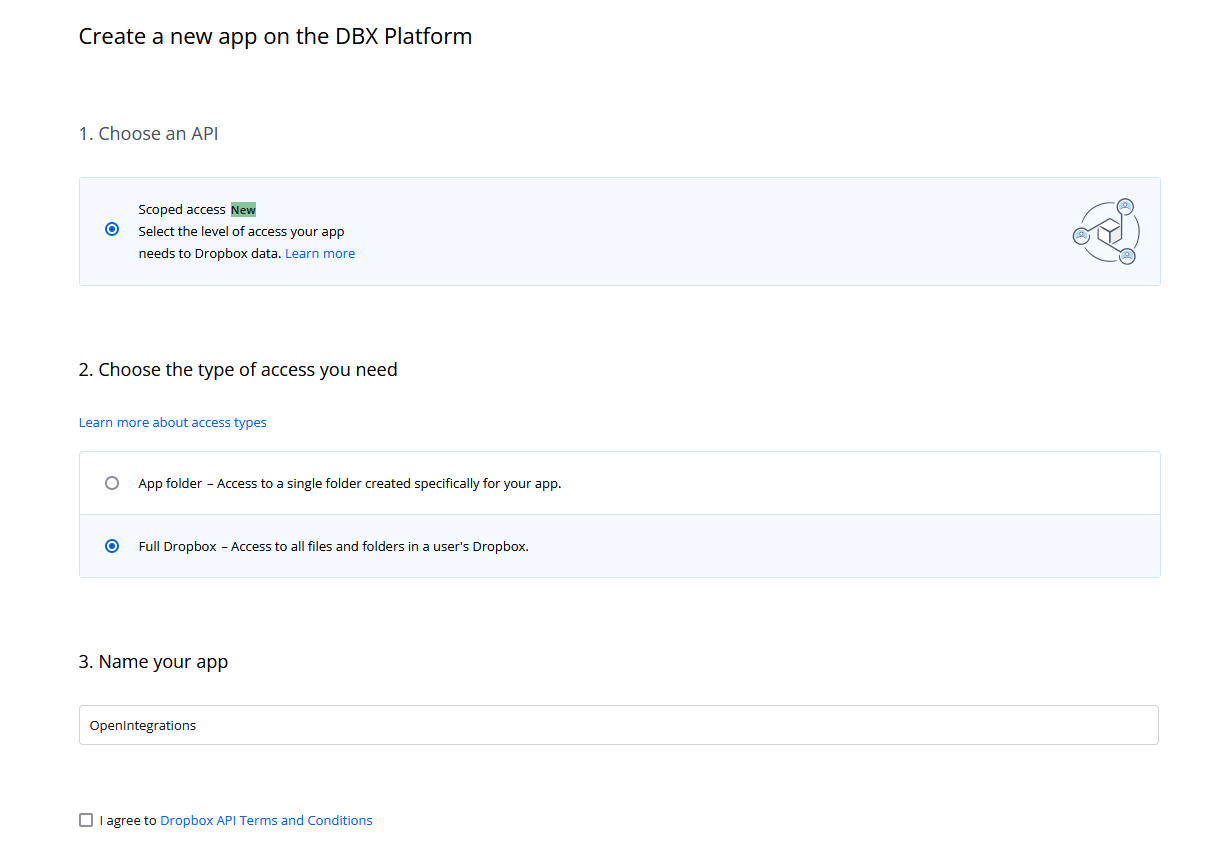 Create a new app on the DBX Platform
1. Choose an API
Scoped access New
Select the level of access your app
needs to Dropbox data. Learn more
2. Choose the type of access you need
Learn more about access types
App folder – Access to a single folder created specifically for your app.
Full Dropbox – Access to all files and folders in a user's Dropbox.
3. Name your app
OpenIntegrations
I agree to Dropbox API Terms and Conditions